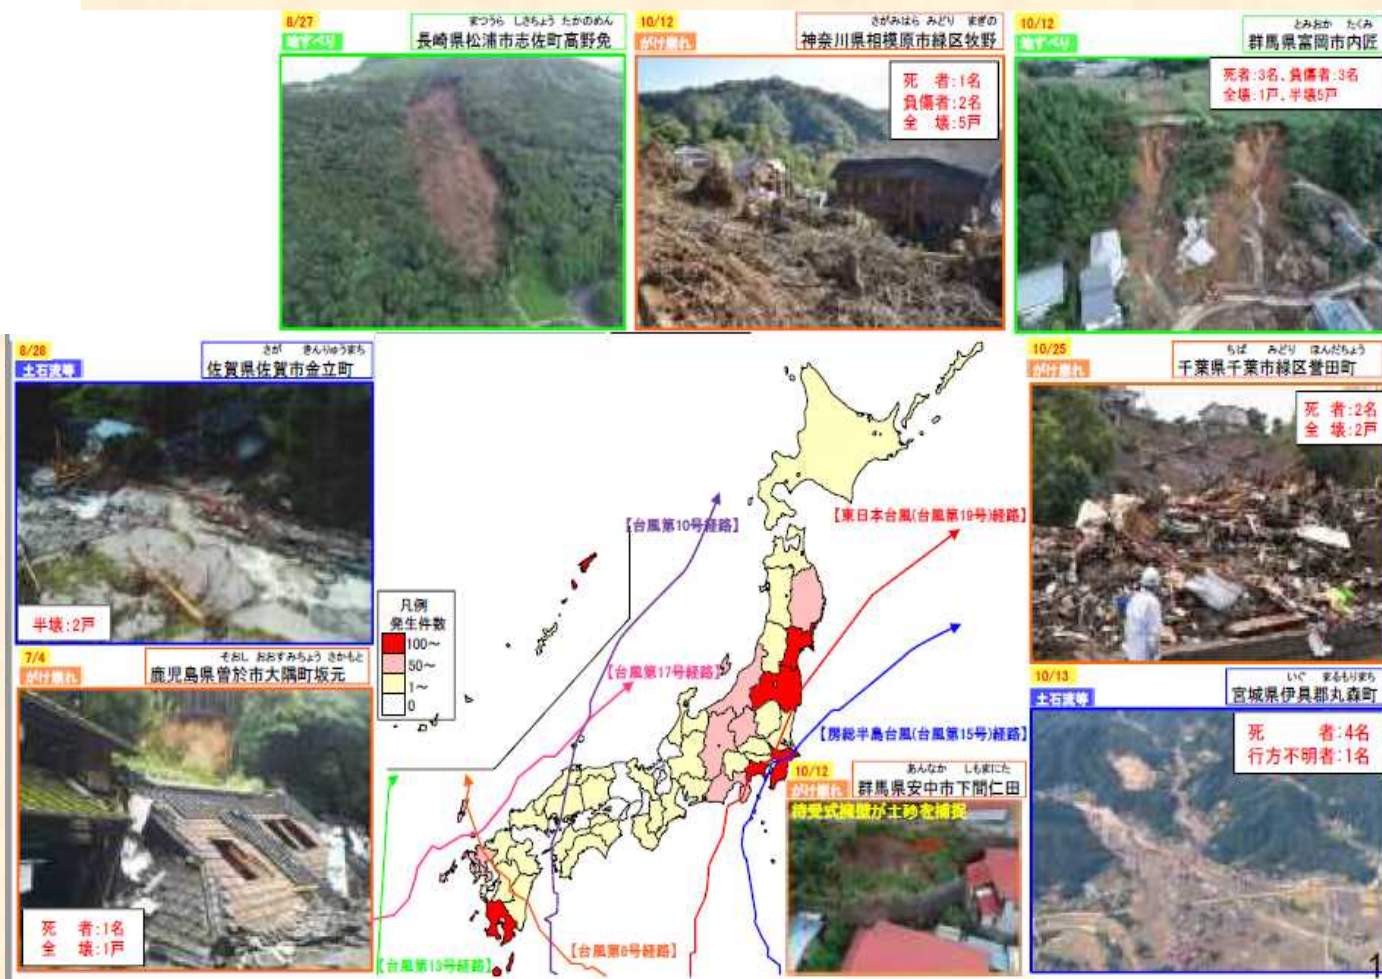 8/27
地すべり
まつうら しさちょう たかのめん
長崎県松浦市志佐町高野免
10/12
がけ崩れ
さがみはら みどり まぎの
神奈川県相模原市緑区牧野
死 者:1名
負傷者:2名
全 壊:5戸
10/12
地すべり
とみおか たくみ
群馬県富岡市内匠
死者:3名、負傷者:3名
全壊:1戸、半壊5戸
8/28
土石流等
さが きんりゅうまち
佐賀県佐賀市金立町
半壊:2戸
10/25
がけ崩れ
ちば みどり ほんだちょう
千葉県千葉市緑区誉田町
死 者:2名
全 壊:2戸
【台風第10号経路】
【東日本台風(台風第19号)経路】
凡例
発生件数
100～
50～
1～
0
【台風第17号経路】
【房総半島台風(台風第15号)経路】
7/4
がけ崩れ
そおし おおすみちょう さかもと
鹿児島県曽於市大隅町坂元
死 者:1名
全 壊:1戸
10/13
土石流等
いぐ まるもりまち
宮城県伊具郡丸森町
死 者:4名
行方不明者:1名
10/12
がけ崩れ
あんなか しもまにた
群馬県安中市下間仁田
待受式擁壁が土砂を捕捉
【台風第8号経路】
【台風第13号経路】
1